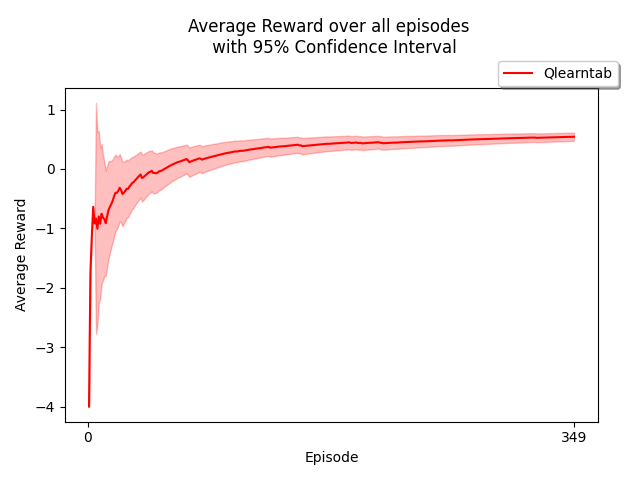 Average Reward over all episodes
with 95% Confidence Interval
Qlearntab
1
0
−1
−2
−3
−4
Average Reward
0
349
Episode